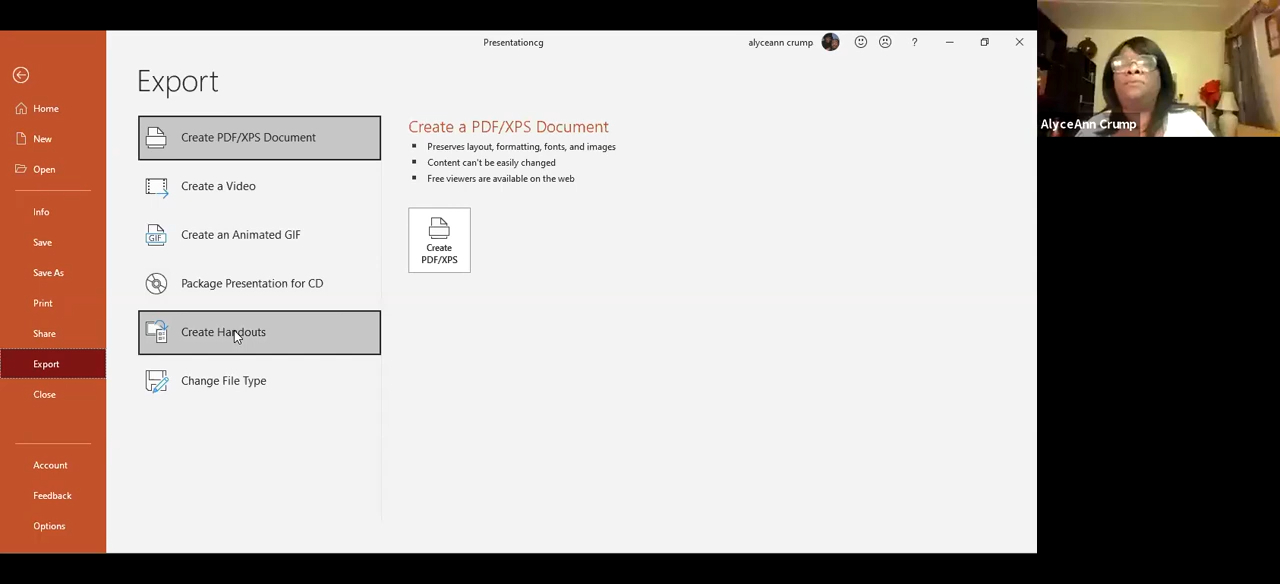 Presentationcg
alyceann crump
?
Home
New
Open
Info
Save
Save As
Print
Share
Export
Close
Account
Feedback
Options
Export
Create PDF/XPS Document
Create a Video
GIF
Create an Animated GIF
Package Presentation for CD
Create Handouts
Change File Type
Create a PDF/XPS Document
Preserves layout, formatting, fonts, and images
Content can't be easily changed
Free viewers are available on the web
Create
PDF/XPS
AlyceAnn Crump